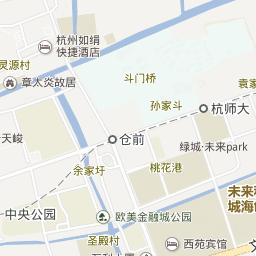 杭州如绢
快捷酒店
灵源村
章太炎故居
斗门桥
袁家
孙家斗
杭师大
天峻
仓前
绿城·未来park
余家圩
桃花港
未来科
城海
中央公园
欧美金融城公园
圣殿村
西苑宾馆